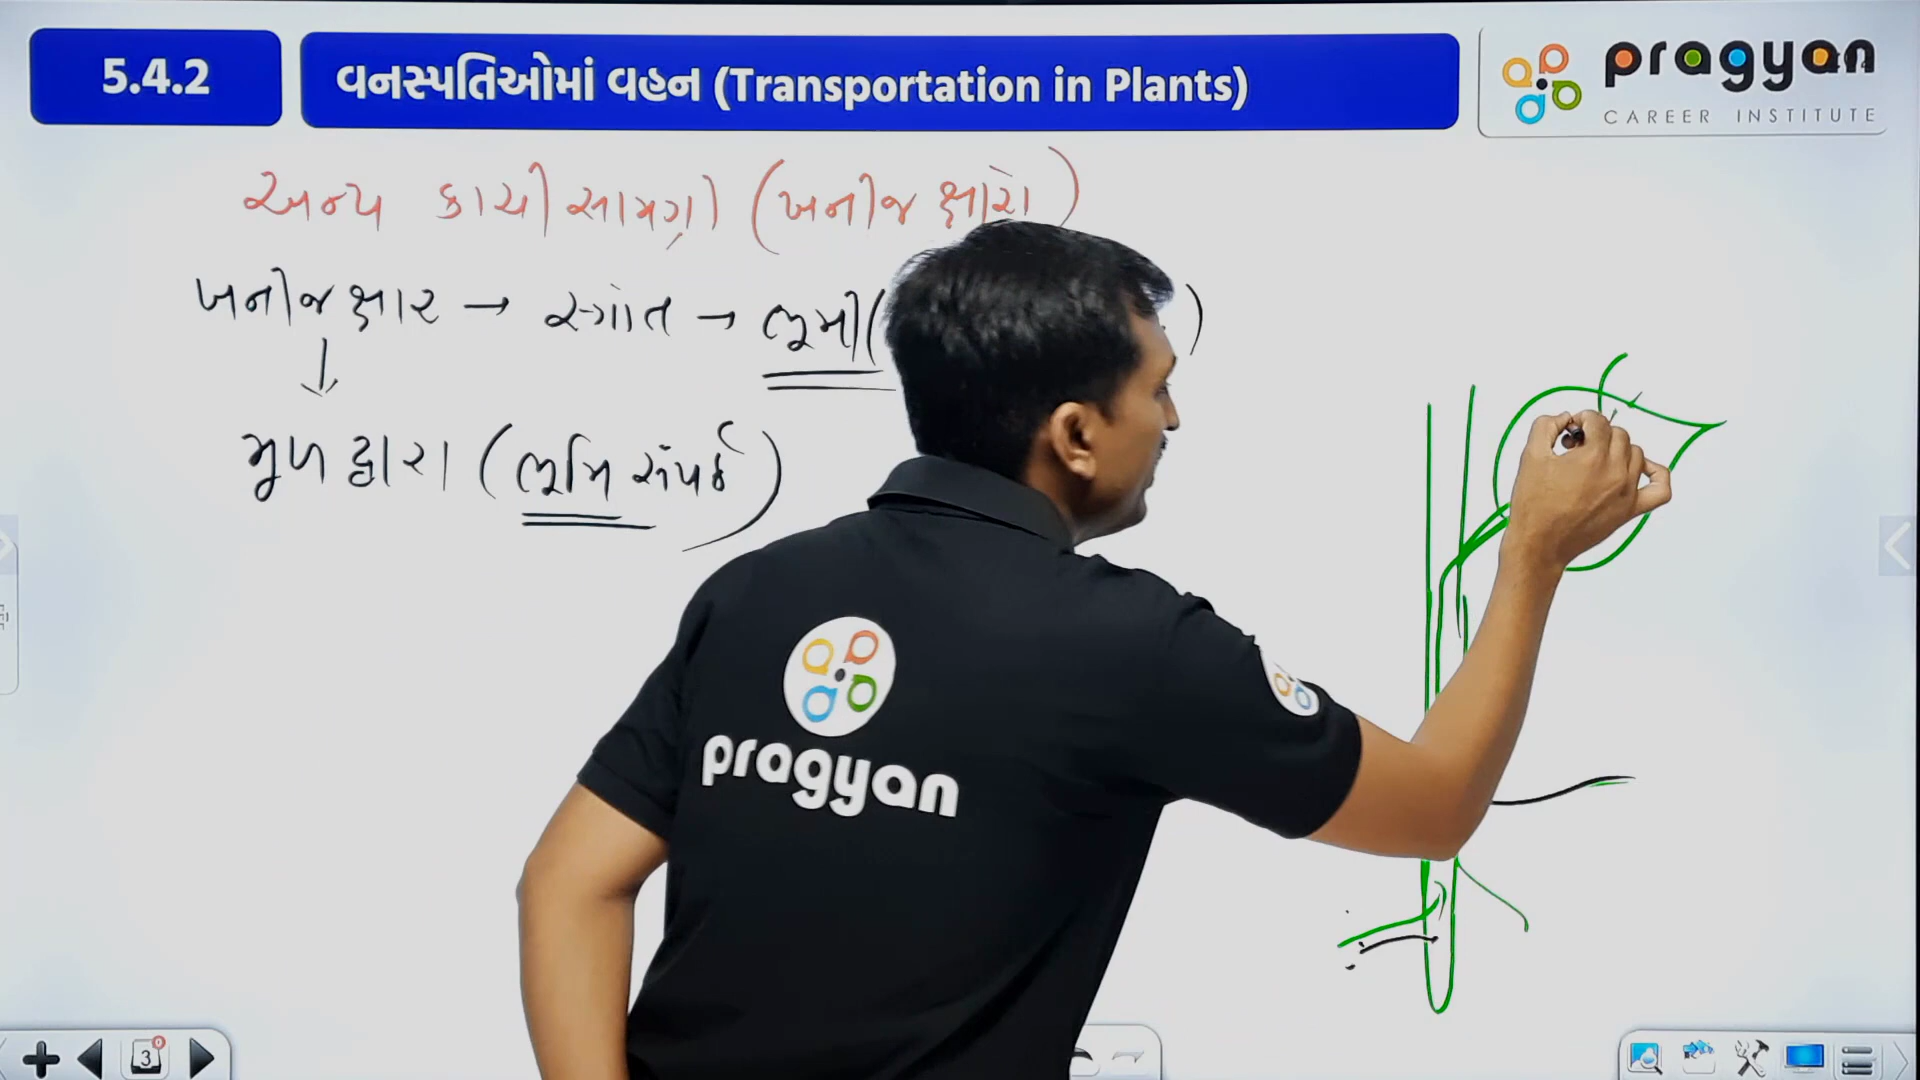 5.4.2
વનસ્પતિઓમાં વહન (Transportation in Plants)
pragyan
CAREER INSTITUTE
અન્ય કાચી સામગ્રી (ખનીજ ક્ષારો)
ખનીજ ક્ષાર → સ્ત્રોત → ભૂમી ( )
↓
મૂળ દ્વારા (ભૂમિ સંપર્ક)
pragyan
3